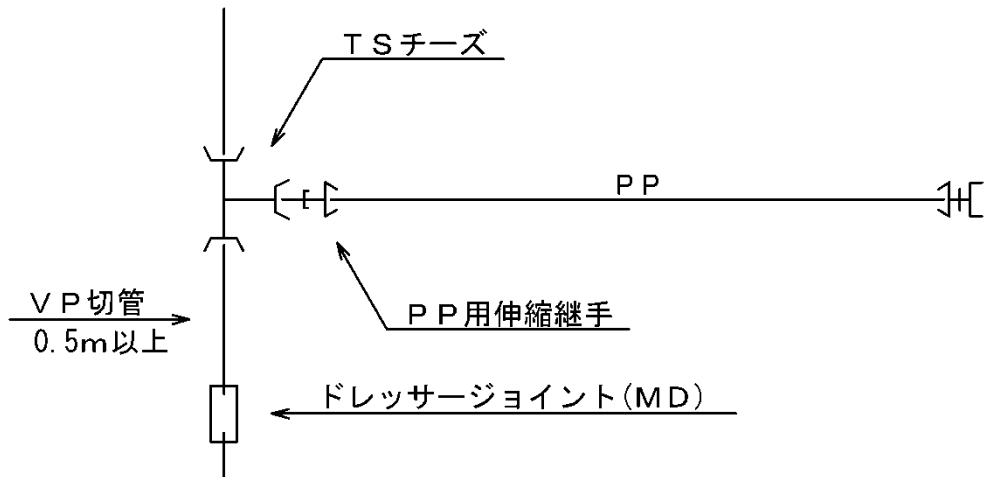 TSチーズ
PP
VP切管
0.5m以上
PP用伸縮継手
ドレッサージョイント(MD)